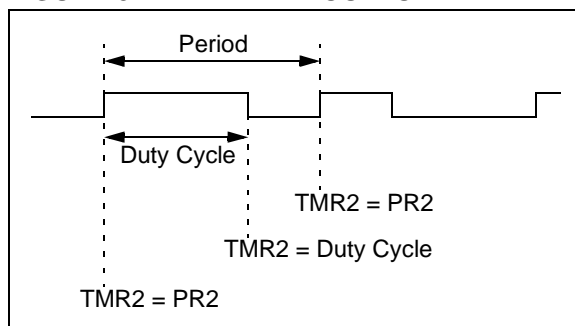 Period
Duty Cycle
TMR2 = PR2
TMR2 = Duty Cycle
TMR2 = PR2